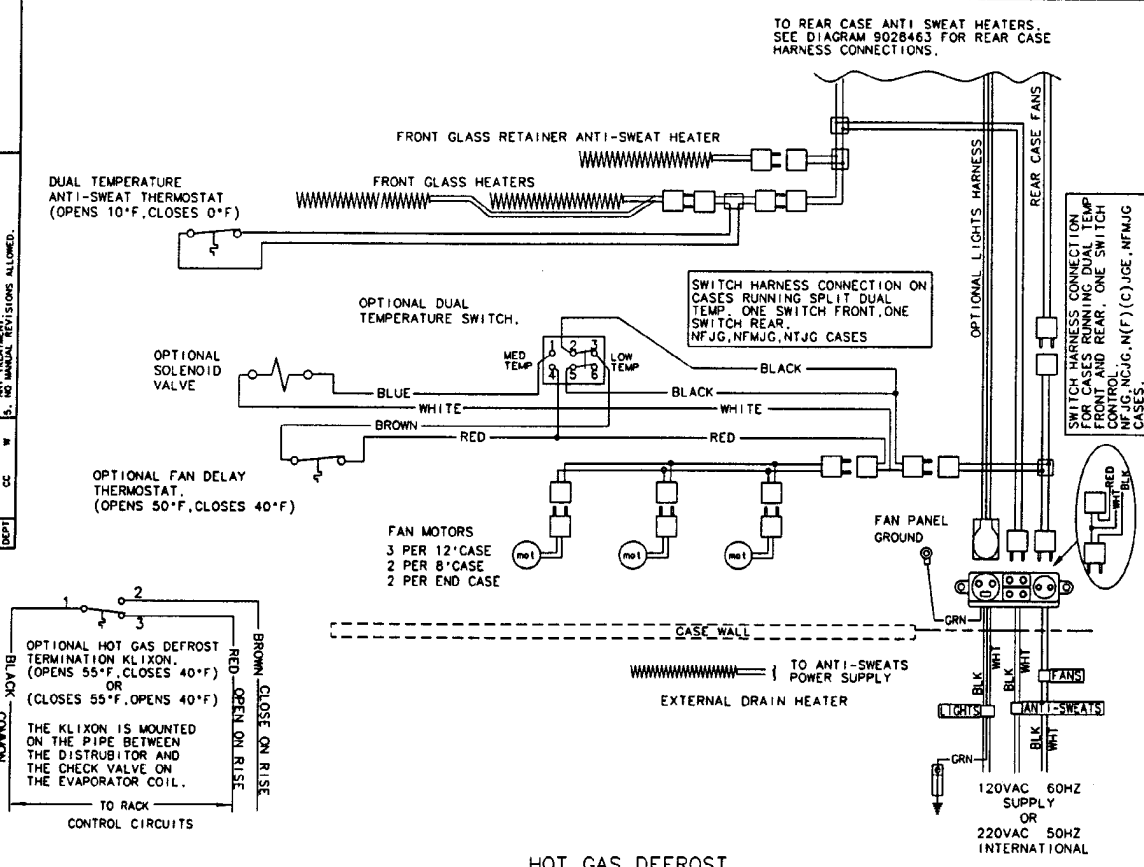 TO REAR CASE ANTI SWEAT HEATERS.
SEE DIAGRAM 9028463 FOR REAR CASE
HARNESS CONNECTIONS.
FRONT GLASS RETAINER ANTI-SWEAT HEATER
FRONT GLASS HEATERS
DUAL TEMPERATURE
ANTI-SWEAT THERMOSTAT
(OPENS 10°F,CLOSES 0°F)
OPTIONAL LIGHTS HARNESS
REAR CASE FANS
SWITCH HARNESS CONNECTION
FOR CASES RUNNING DUAL TEMP
FRONT AND REAR. ONE SWITCH
CONTROL.
NFJG,NCJG,N(F)(C)JGE,NFMJG
CASES.
SWITCH HARNESS CONNECTION ON
CASES RUNNING SPLIT DUAL
TEMP. ONE SWITCH FRONT,ONE
SWITCH REAR.
NFJG,NFMJG,NTJG CASES
OPTIONAL DUAL
TEMPERATURE SWITCH.
MED
TEMP
1 2 3
4 5 6
LOW
TEMP
OPTIONAL
SOLENOID
VALVE
BLACK
BLUE
BLACK
WHITE
WHITE
BROWN
RED
RED
OPTIONAL FAN DELAY
THERMOSTAT.
(OPENS 50°F,CLOSES 40°F)
FAN MOTORS
3 PER 12'CASE
2 PER 8'CASE
2 PER END CASE
mot
mot
mot
FAN PANEL
GROUND
RED
WHT
BLK
GRN
CASE WALL
TO ANTI-SWEATS
POWER SUPPLY
EXTERNAL DRAIN HEATER
BLK
WHT
BLK
WHT
FANS
LIGHTS
ANTI-SWEATS
BLK
WHT
GRN
120VAC 60HZ
SUPPLY
OR
220VAC 50HZ
INTERNATIONAL
1
2
3
OPTIONAL HOT GAS DEFROST
TERMINATION KLIXON.
(OPENS 55°F,CLOSES 40°F)
OR
(CLOSES 55°F,OPENS 40°F)
THE KLIXON IS MOUNTED
ON THE PIPE BETWEEN
THE DISTRUBITOR AND
THE CHECK VALVE ON
THE EVAPORATOR COIL.
BLACK
COMMON
RED OPEN ON RISE
BROWN CLOSE ON RISE
TO RACK
CONTROL CIRCUITS
HOT GAS DEFROST
5. NO MANUAL REVISIONS ALLOWED.
W
CC
DEPT